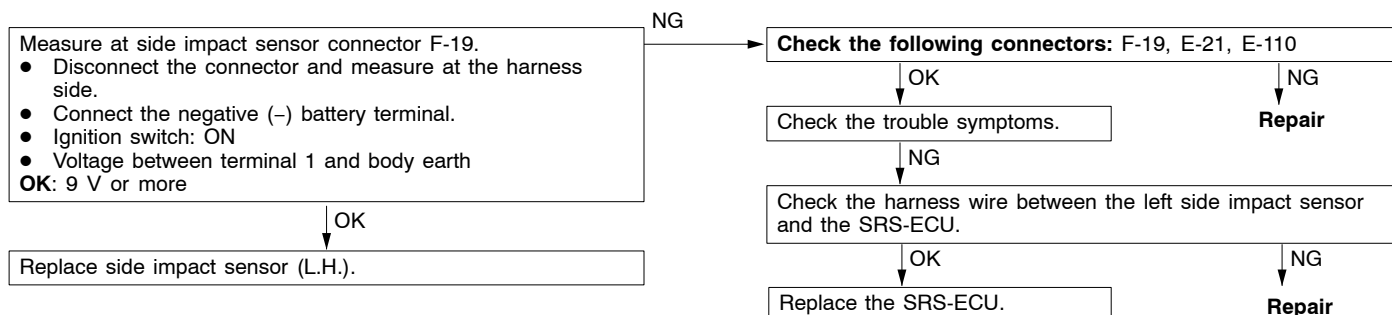 Measure at side impact sensor connector F-19.
● Disconnect the connector and measure at the harness
side.
● Connect the negative (−) battery terminal.
● Ignition switch: ON
● Voltage between terminal 1 and body earth
OK: 9 V or more
OK
Replace side impact sensor (L.H.).
NG
Check the following connectors: F-19, E-21, E-110
OK
NG
Check the trouble symptoms.
Repair
NG
Check the harness wire between the left side impact sensor
and the SRS-ECU.
OK
NG
Replace the SRS-ECU.
Repair